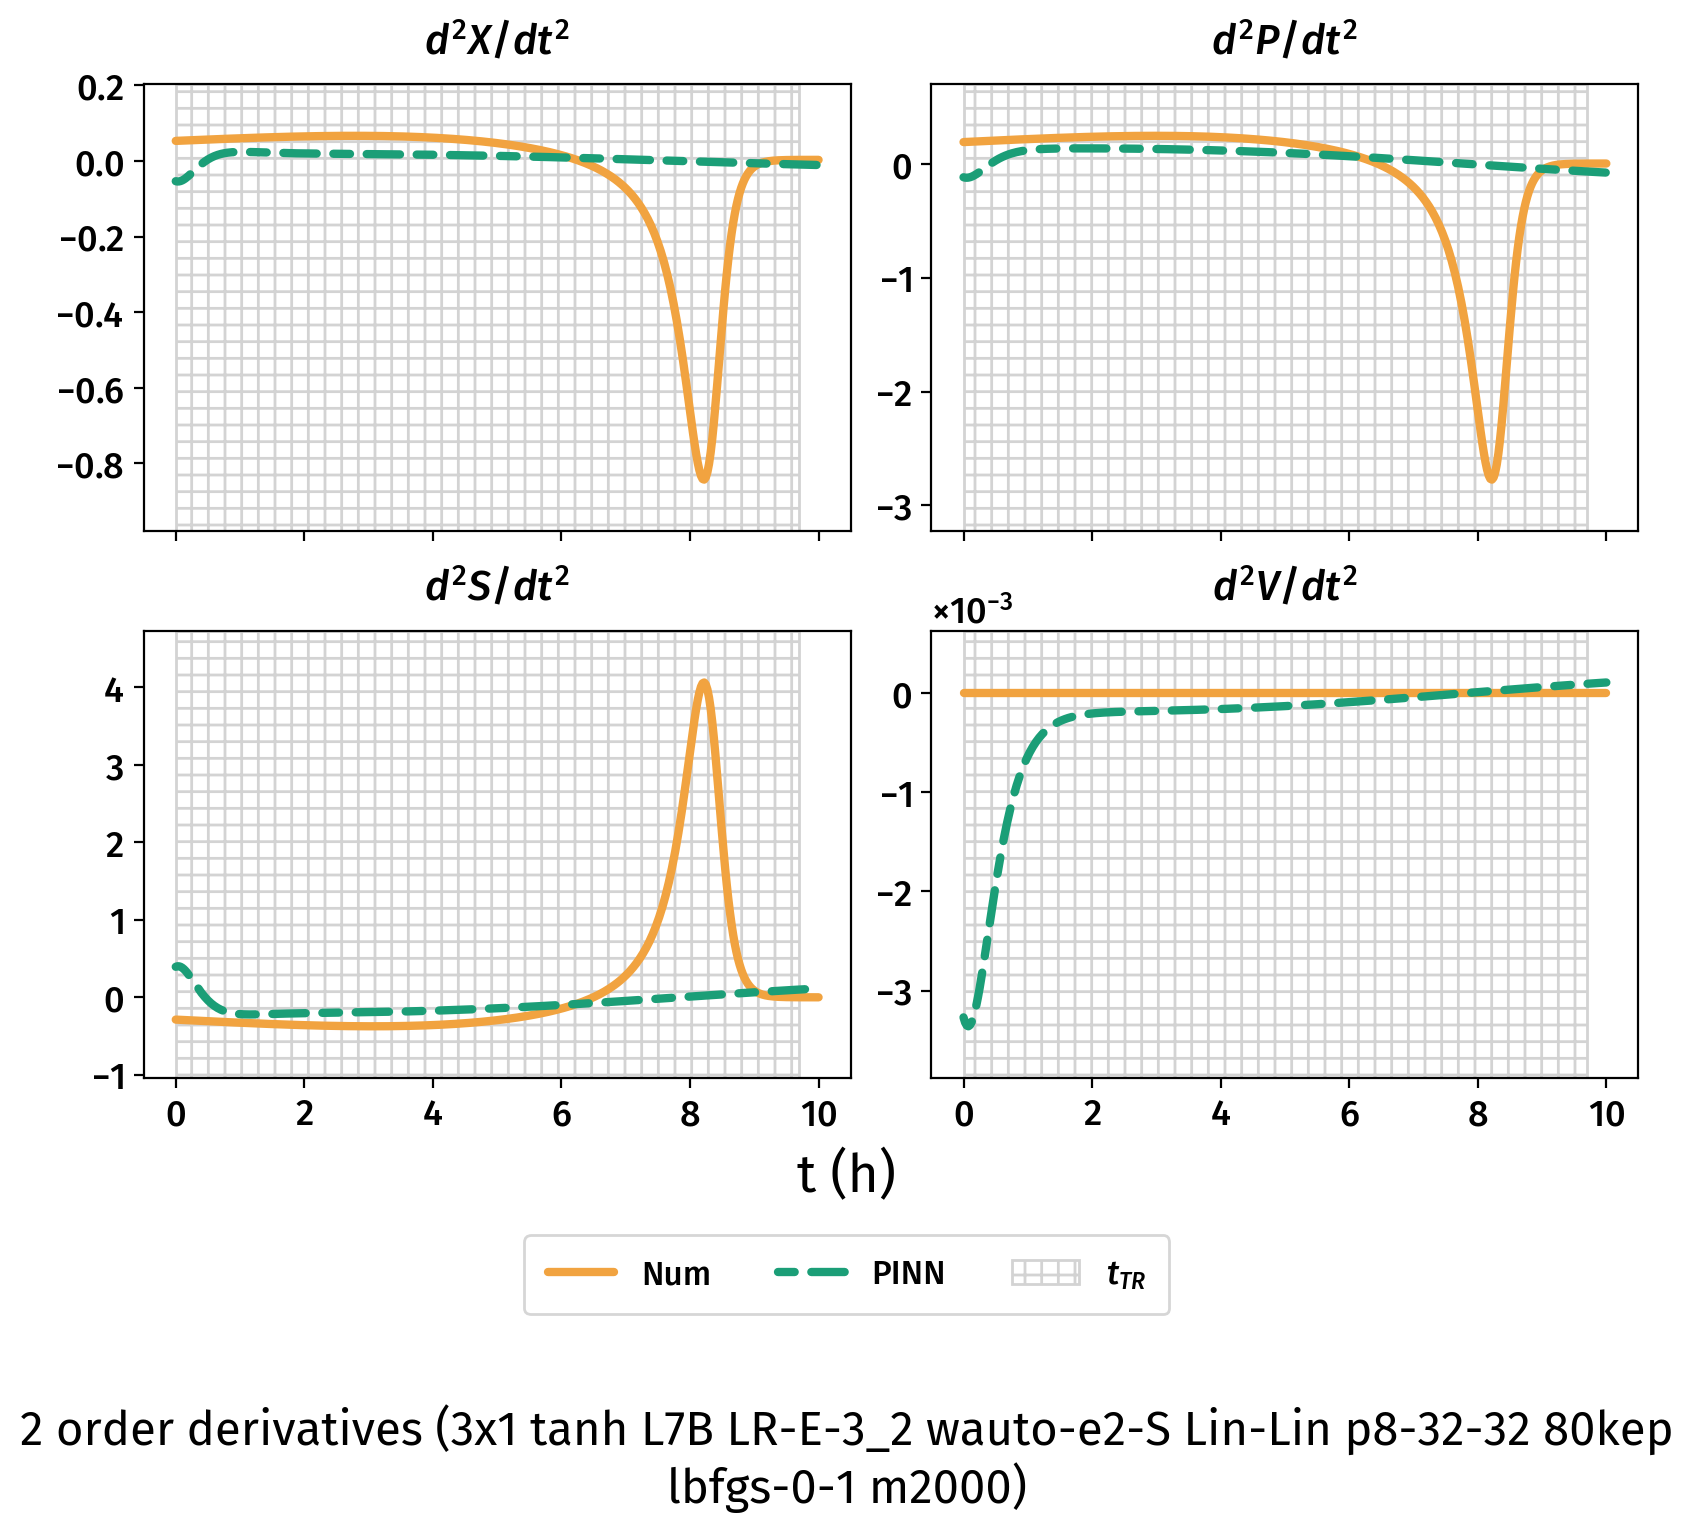 d²X/dt²
d²P/dt²
0.2
0.0
−0.2
−0.4
−0.6
−0.8
0
−1
−2
−3
d²S/dt²
d²V/dt²
×10⁻³
4
3
2
1
0
−1
0
−1
−2
−3
0 2 4 6 8 10
0 2 4 6 8 10
t (h)
Num PINN t_TR
2 order derivatives (3x1 tanh L7B LR-E-3_2 wauto-e2-S Lin-Lin p8-32-32 80kep
lbfgs-0-1 m2000)